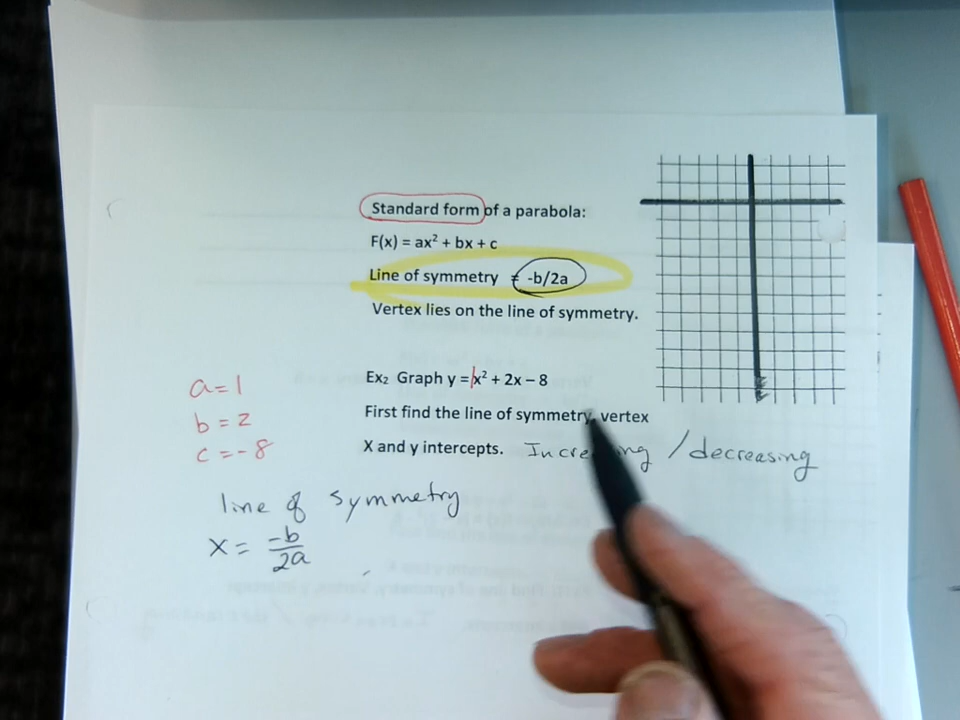 Standard form of a parabola:
F(x) = ax² + bx + c
Line of symmetry = -b/2a
Vertex lies on the line of symmetry.
Ex₂ Graph y = 1x² + 2x – 8
First find the line of symmetry, vertex
X and y intercepts. Increasing / decreasing
a = 1
b = 2
c = -8
line of symmetry
x = -b/2a